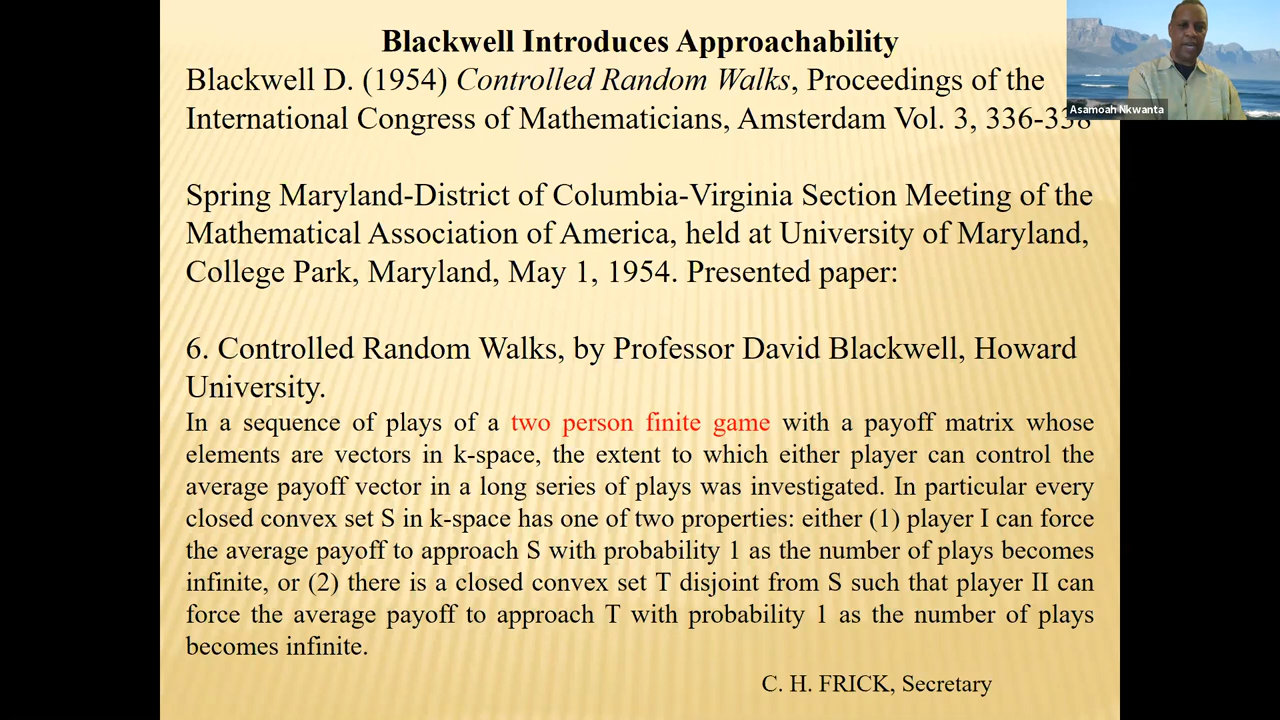 Blackwell Introduces Approachability
Blackwell D. (1954) Controlled Random Walks, Proceedings of the
International Congress of Mathematicians, Amsterdam Vol. 3, 336-338
Asamoah Nkwanta
Spring Maryland-District of Columbia-Virginia Section Meeting of the
Mathematical Association of America, held at University of Maryland,
College Park, Maryland, May 1, 1954. Presented paper:
6. Controlled Random Walks, by Professor David Blackwell, Howard
University.
In a sequence of plays of a two person finite game with a payoff matrix whose
elements are vectors in k-space, the extent to which either player can control the
average payoff vector in a long series of plays was investigated. In particular every
closed convex set S in k-space has one of two properties: either (1) player I can force
the average payoff to approach S with probability 1 as the number of plays becomes
infinite, or (2) there is a closed convex set T disjoint from S such that player II can
force the average payoff to approach T with probability 1 as the number of plays
becomes infinite.
C. H. FRICK, Secretary